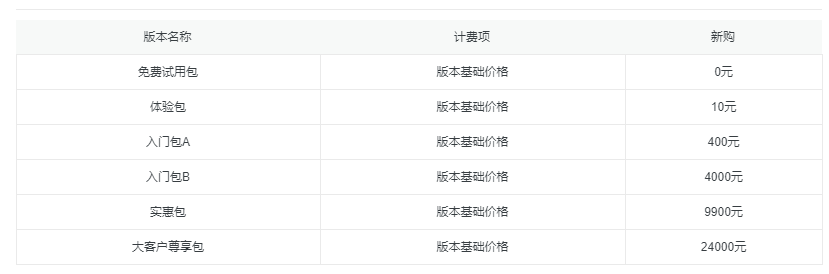 版本名称 计费项 新购
免费试用包 版本基础价格 0元
体验包 版本基础价格 10元
入门包A 版本基础价格 400元
入门包B 版本基础价格 4000元
实惠包 版本基础价格 9900元
大客户尊享包 版本基础价格 24000元